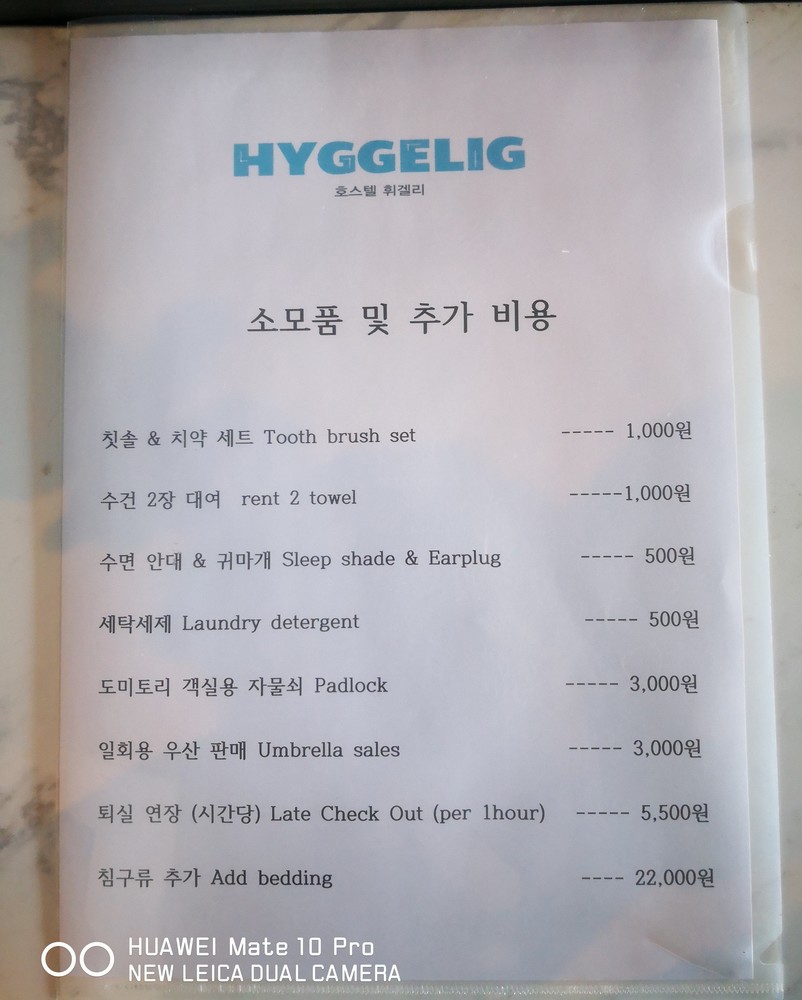 HYGGELIG
호스텔 휘겔리
소모품 및 추가 비용
칫솔 & 치약 세트 Tooth brush set ----- 1,000원
수건 2장 대여 rent 2 towel -----1,000원
수면 안대 & 귀마개 Sleep shade & Earplug ----- 500원
세탁세제 Laundry detergent ----- 500원
도미토리 객실용 자물쇠 Padlock ----- 3,000원
일회용 우산 판매 Umbrella sales ----- 3,000원
퇴실 연장 (시간당) Late Check Out (per 1hour) ----- 5,500원
침구류 추가 Add bedding ---- 22,000원
HUAWEI Mate 10 Pro
NEW LEICA DUAL CAMERA